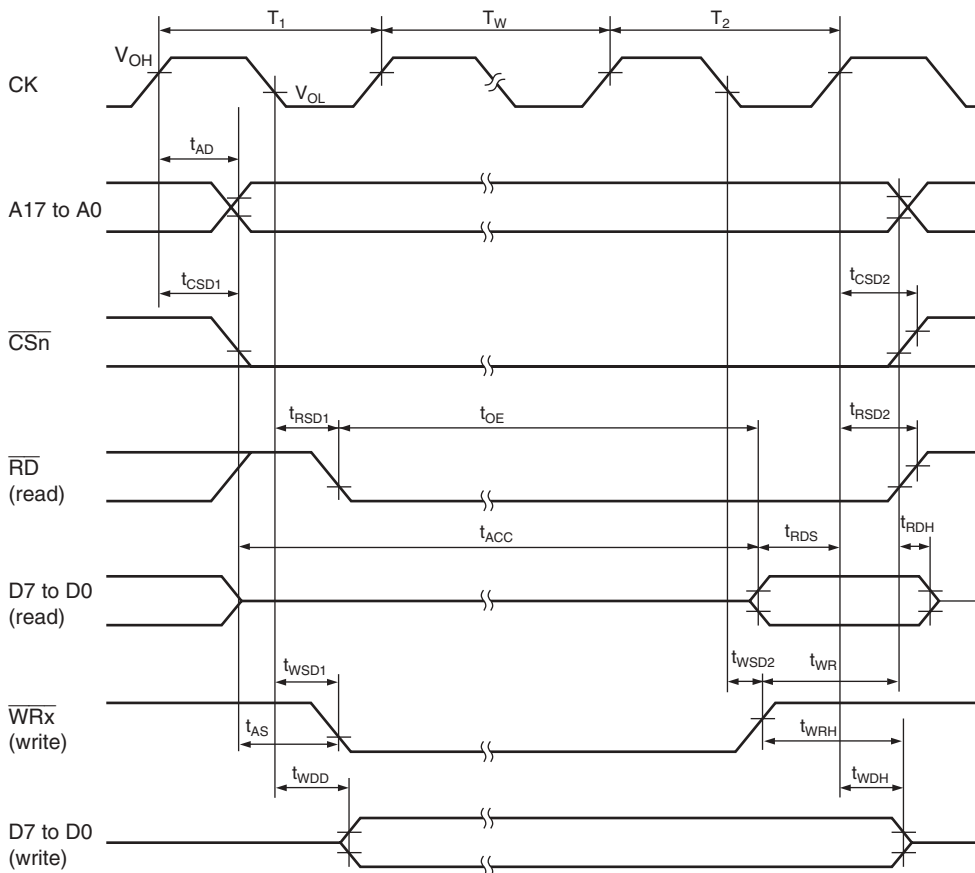 T1 TW T2
VOH
CK
VOL
tAD
A17 to A0
tCSD1 tCSD2
CSn
tRSD1 tOE tRSD2
RD
(read)
tACC tRDS tRDH
D7 to D0
(read)
tWSD1 tWSD2 tWR
WRx
(write)
tAS tWRH
tWDD tWDH
D7 to D0
(write)